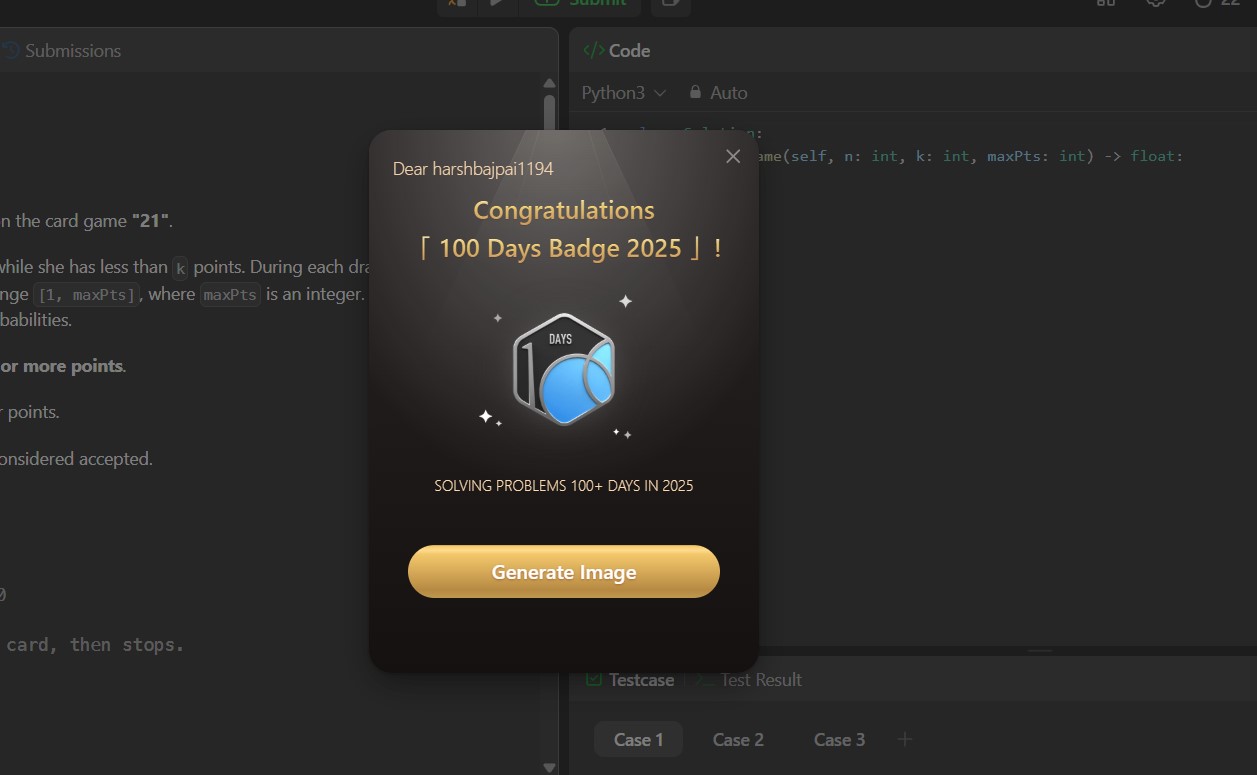 Submit
22
Submissions
Code
Python3
Auto
ame(self, n: int, k: int, maxPts: int) -> float:
n the card game "21".
while she has less than k points. During each dra
nge [1, maxPts], where maxPts is an integer.
babilities.
or more points.
r points.
onsidered accepted.
0
card, then stops.
Dear harshbajpai1194
Congratulations
「 100 Days Badge 2025 」!
DAYS
10
SOLVING PROBLEMS 100+ DAYS IN 2025
Generate Image
Testcase
Test Result
Case 1
Case 2
Case 3